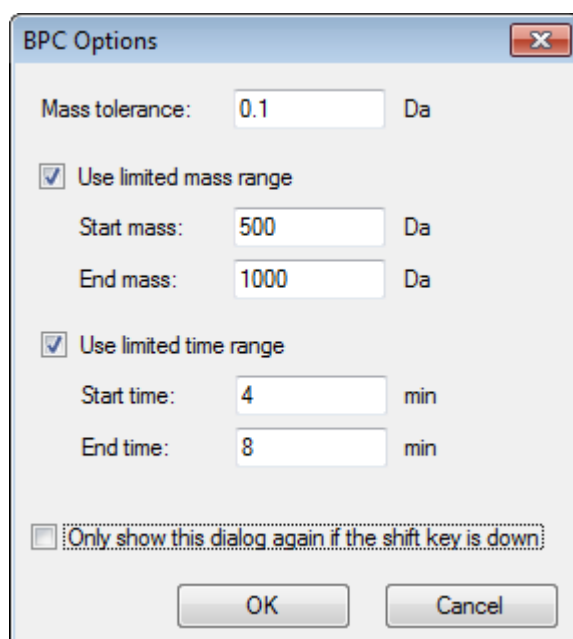 BPC Options
Mass tolerance: 0.1 Da
Use limited mass range
Start mass: 500 Da
End mass: 1000 Da
Use limited time range
Start time: 4 min
End time: 8 min
Only show this dialog again if the shift key is down
OK Cancel